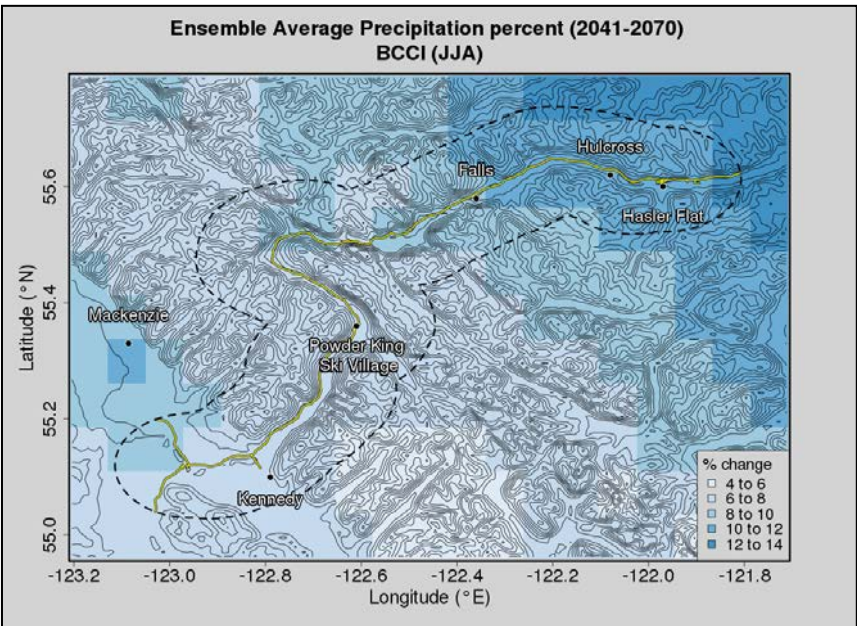 Ensemble Average Precipitation percent (2041-2070)
BCCI (JJA)
Hulcross
Falls
Hasler Flat
Mackenzie
Powder King
Ski Village
Kennedy
% change
4 to 6
6 to 8
8 to 10
10 to 12
12 to 14
55.6
55.4
55.2
55.0
Latitude (°N)
-123.2 -123.0 -122.8 -122.6 -122.4 -122.2 -122.0 -121.8
Longitude (°E)